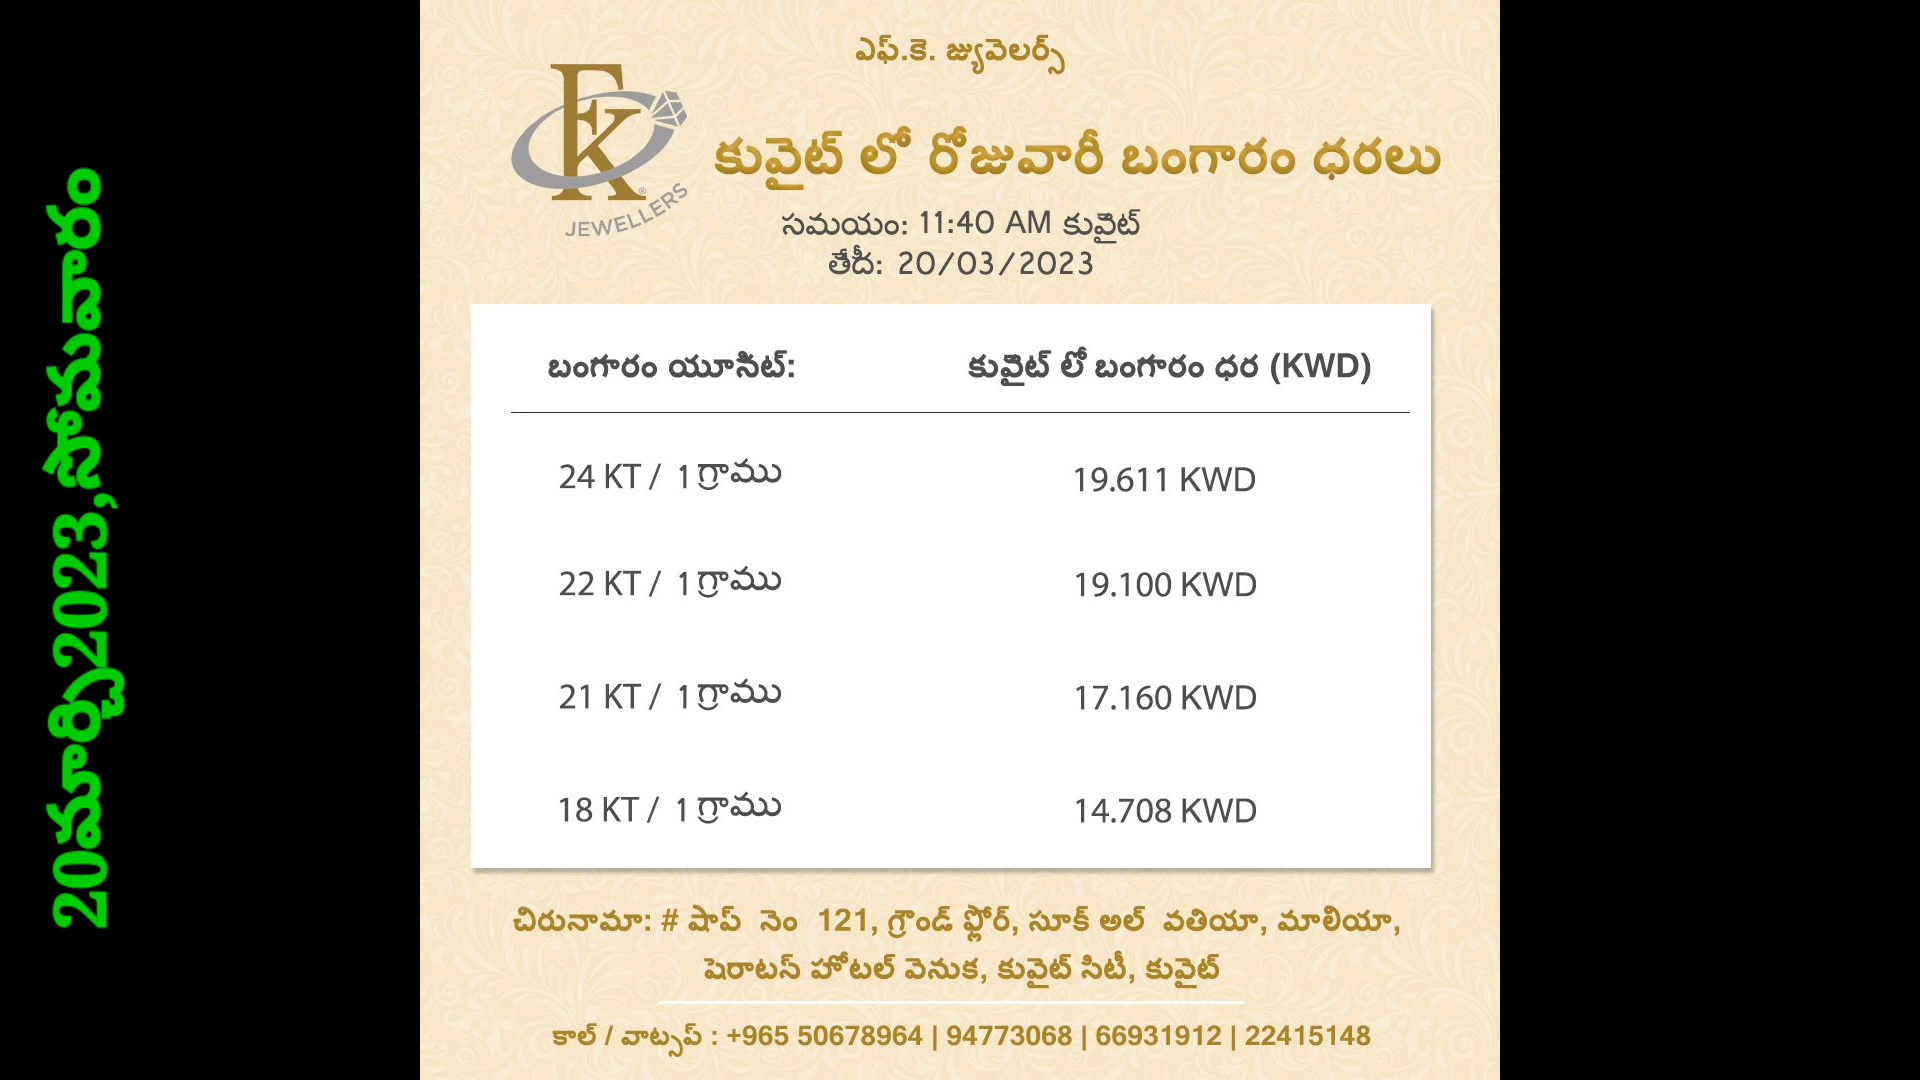 20మార్చి2023,సోమవారం
ఎఫ్.కె. జ్యువెలర్స్
FK
®
JEWELLERS
కువైట్ లో రోజువారీ బంగారం ధరలు
సమయం: 11:40 AM కువైట్
తేదీ: 20/03/2023
బంగారం యూనిట్: కువైట్ లో బంగారం ధర (KWD)
24 KT / 1 గ్రాము 19.611 KWD
22 KT / 1 గ్రాము 19.100 KWD
21 KT / 1 గ్రాము 17.160 KWD
18 KT / 1 గ్రాము 14.708 KWD
చిరునామా: # షాప్ నెం 121, గ్రౌండ్ ఫ్లోర్, సూక్ అల్ వతియా, మాలియా,
షెరాటన్ హోటల్ వెనుక, కువైట్ సిటీ, కువైట్
కాల్ / వాట్సప్ : +965 50678964 | 94773068 | 66931912 | 22415148